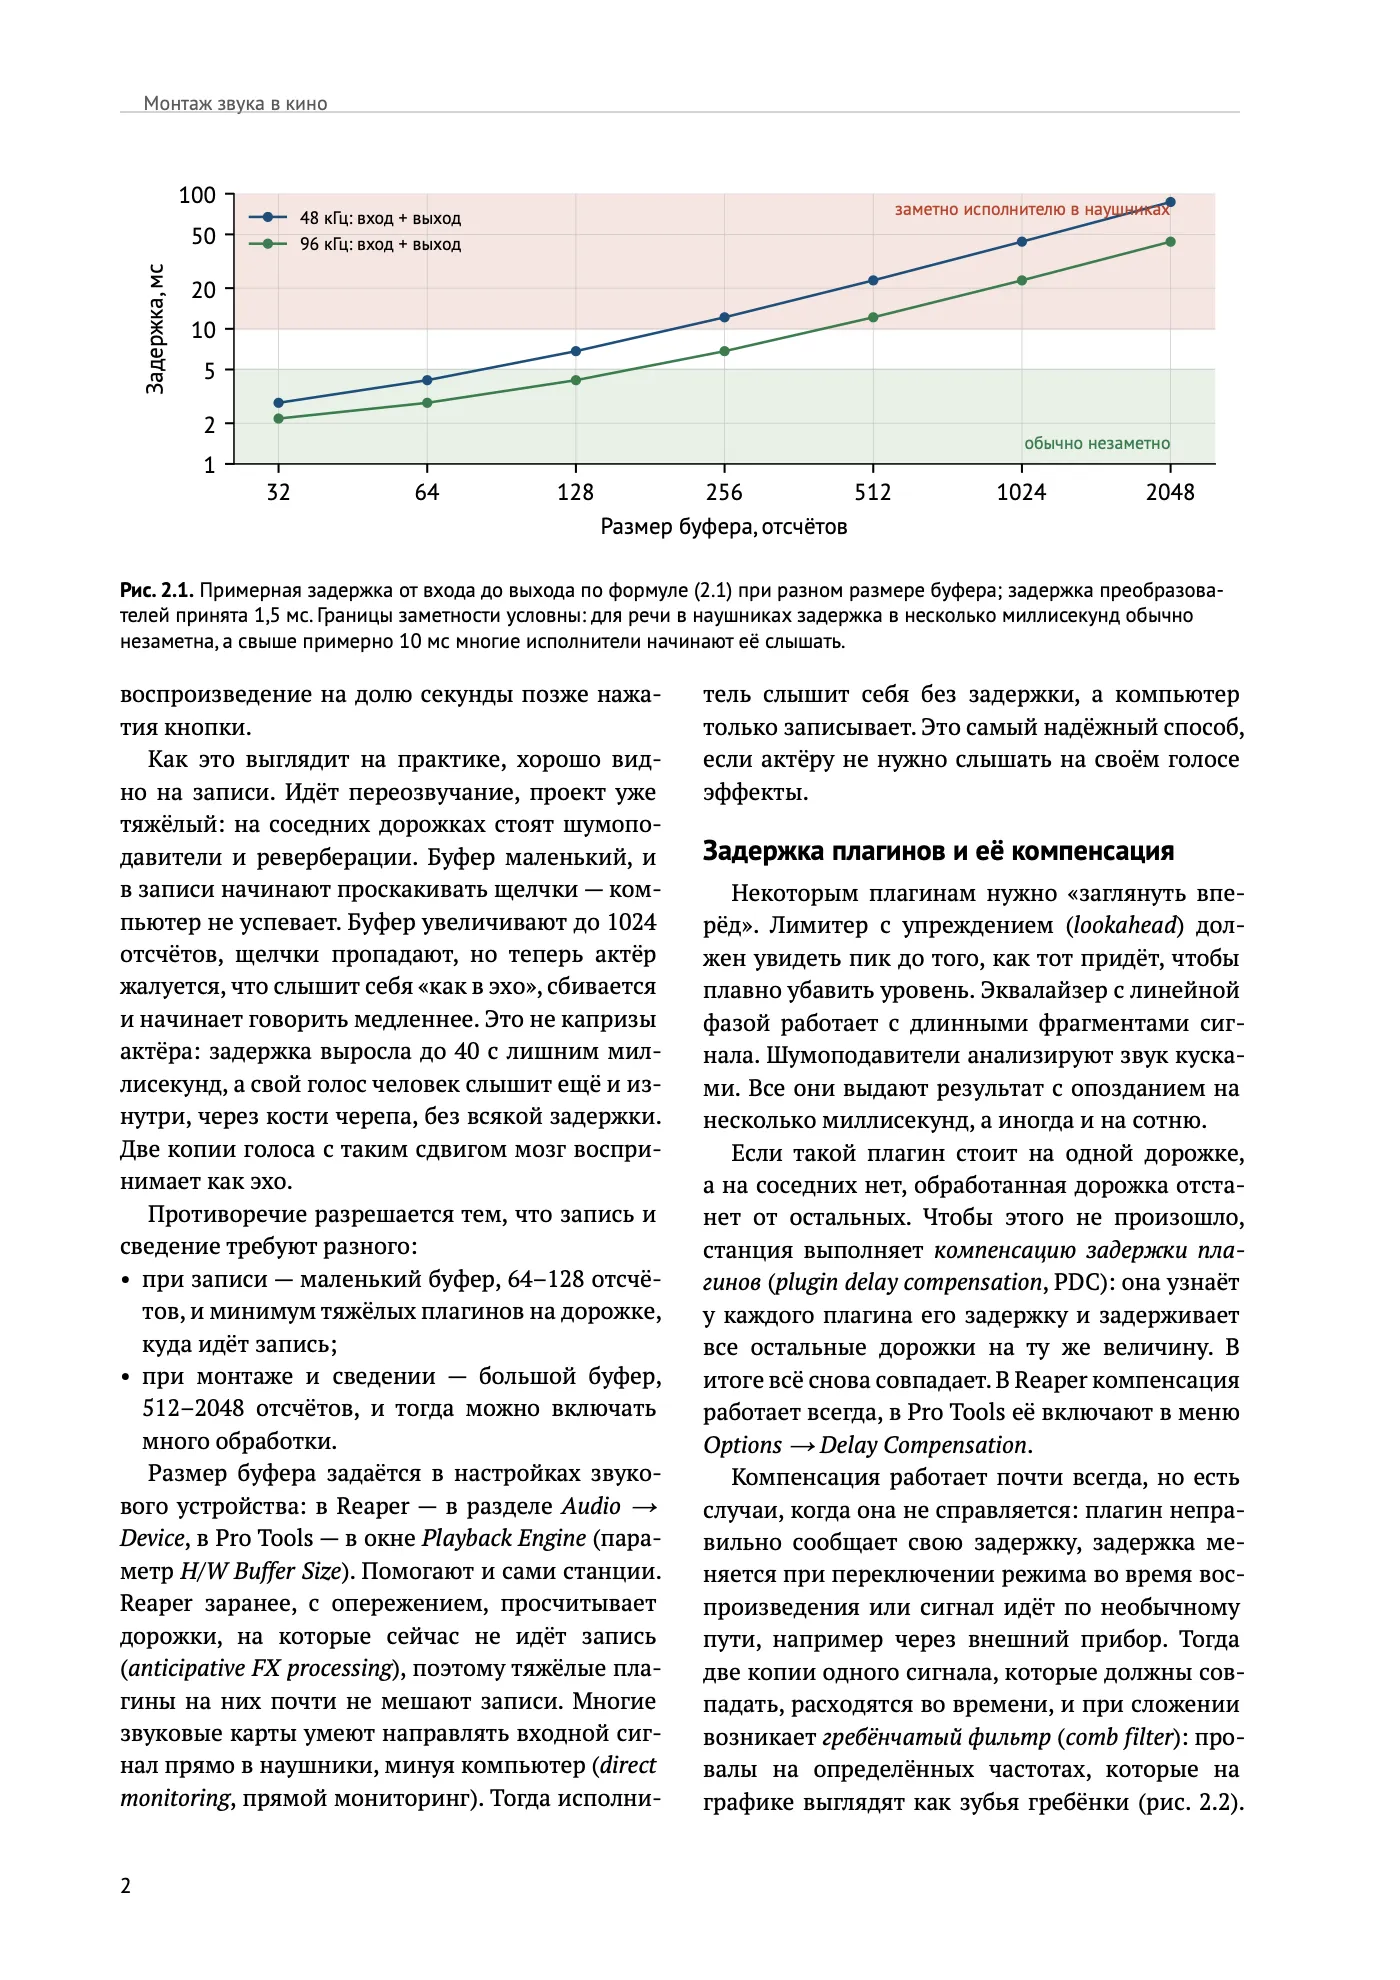 Монтаж звука в кино
100
50
20
10
5
2
1
Задержка, мс
48 кГц: вход + выход
96 кГц: вход + выход
заметно исполнителю в наушниках
обычно незаметно
32
64
128
256
512
1024
2048
Размер буфера, отсчётов
Рис. 2.1. Примерная задержка от входа до выхода по формуле (2.1) при разном размере буфера; задержка преобразова-
телей принята 1,5 мс. Границы заметности условны: для речи в наушниках задержка в несколько миллисекунд обычно
незаметна, а свыше примерно 10 мс многие исполнители начинают её слышать.
воспроизведение на долю секунды позже нажа-
тия кнопки.
Как это выглядит на практике, хорошо вид-
но на записи. Идёт переозвучание, проект уже
тяжёлый: на соседних дорожках стоят шумопо-
давители и реверберации. Буфер маленький, и
в записи начинают проскакивать щелчки — ком-
пьютер не успевает. Буфер увеличивают до 1024
отсчётов, щелчки пропадают, но теперь актёр
жалуется, что слышит себя «как в эхо», сбивается
и начинает говорить медленнее. Это не капризы
актёра: задержка выросла до 40 с лишним мил-
лисекунд, а свой голос человек слышит ещё и из-
нутри, через кости черепа, без всякой задержки.
Две копии голоса с таким сдвигом мозг воспри-
нимает как эхо.
Противоречие разрешается тем, что запись и
сведение требуют разного:
• при записи — маленький буфер, 64–128 отсчё-
тов, и минимум тяжёлых плагинов на дорожке,
куда идёт запись;
• при монтаже и сведении — большой буфер,
512–2048 отсчётов, и тогда можно включать
много обработки.
Размер буфера задаётся в настройках звуко-
вого устройства: в Reaper — в разделе Audio →
Device, в Pro Tools — в окне Playback Engine (пара-
метр H/W Buffer Size). Помогают и сами станции.
Reaper заранее, с опережением, просчитывает
дорожки, на которые сейчас не идёт запись
(anticipative FX processing), поэтому тяжёлые пла-
гины на них почти не мешают записи. Многие
звуковые карты умеют направлять входной сиг-
нал прямо в наушники, минуя компьютер (direct
monitoring, прямой мониторинг). Тогда исполни-
тель слышит себя без задержки, а компьютер
только записывает. Это самый надёжный способ,
если актёру не нужно слышать на своём голосе
эффекты.
Задержка плагинов и её компенсация
Некоторым плагинам нужно «заглянуть впе-
рёд». Лимитер с упреждением (lookahead) дол-
жен увидеть пик до того, как тот придёт, чтобы
плавно убавить уровень. Эквалайзер с линейной
фазой работает с длинными фрагментами сиг-
нала. Шумоподавители анализируют звук куска-
ми. Все они выдают результат с опозданием на
несколько миллисекунд, а иногда и на сотню.
Если такой плагин стоит на одной дорожке,
а на соседних нет, обработанная дорожка отста-
нет от остальных. Чтобы этого не произошло,
станция выполняет компенсацию задержки пла-
гинов (plugin delay compensation, PDC): она узнаёт
у каждого плагина его задержку и задерживает
все остальные дорожки на ту же величину. В
итоге всё снова совпадает. В Reaper компенсация
работает всегда, в Pro Tools её включают в меню
Options → Delay Compensation.
Компенсация работает почти всегда, но есть
случаи, когда она не справляется: плагин непра-
вильно сообщает свою задержку, задержка ме-
няется при переключении режима во время вос-
произведения или сигнал идёт по необычному
пути, например через внешний прибор. Тогда
две копии одного сигнала, которые должны сов-
падать, расходятся во времени, и при сложении
возникает гребёнчатый фильтр (comb filter): про-
валы на определённых частотах, которые на
графике выглядят как зубья гребёнки (рис. 2.2).
2